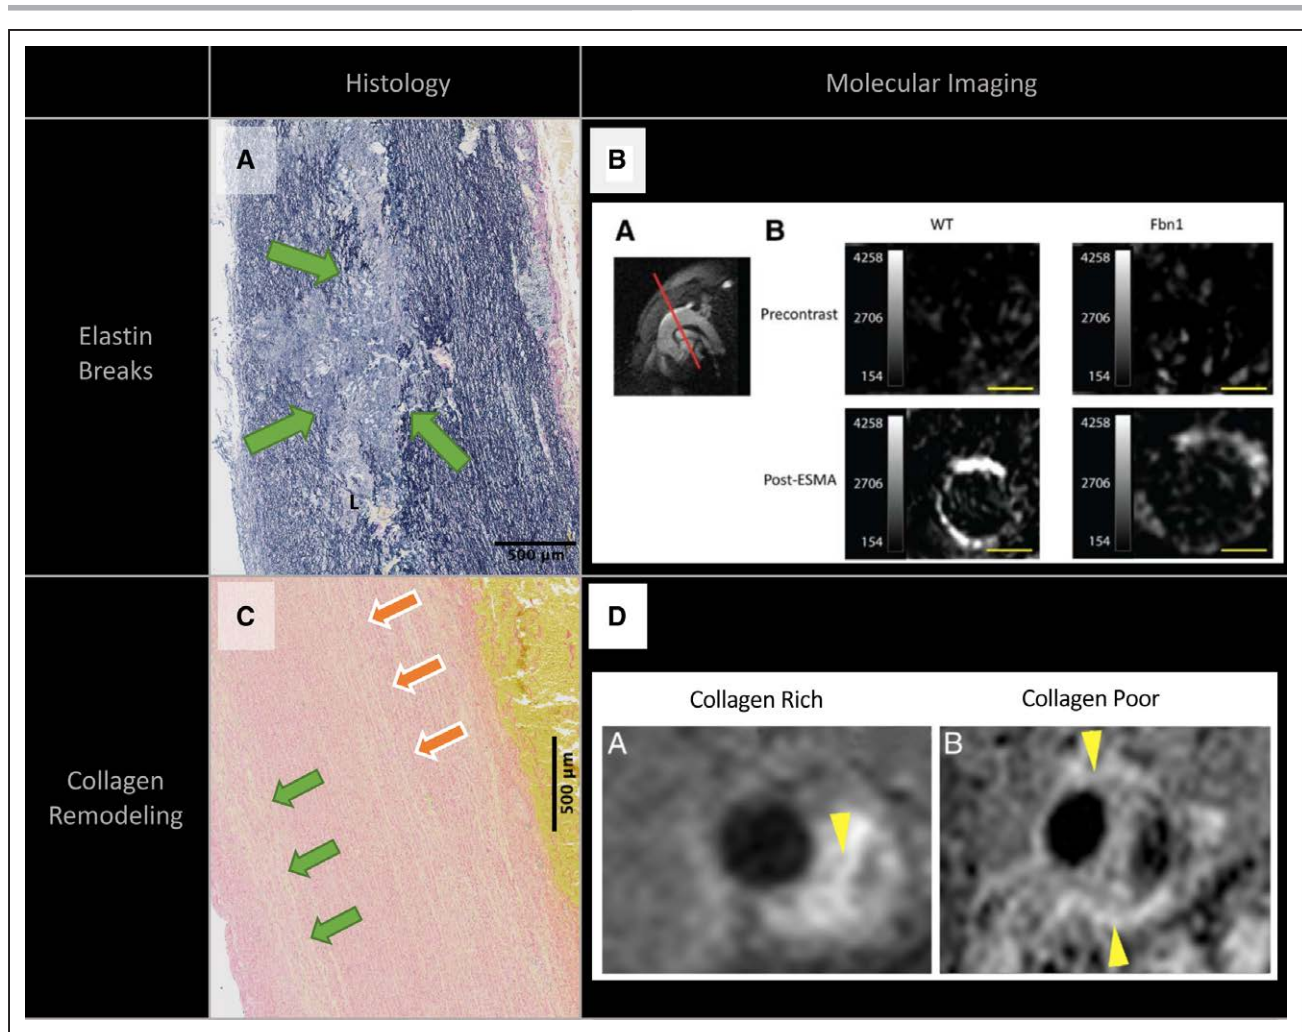 Histology
Molecular Imaging
Elastin
Breaks
A
L
500 µm
B
A
B
WT
Fbn1
Precontrast
4258
2706
154
4258
2706
154
Post-ESMA
4258
2706
154
4258
2706
154
Collagen
Remodeling
C
500 µm
D
Collagen Rich
Collagen Poor
A
B